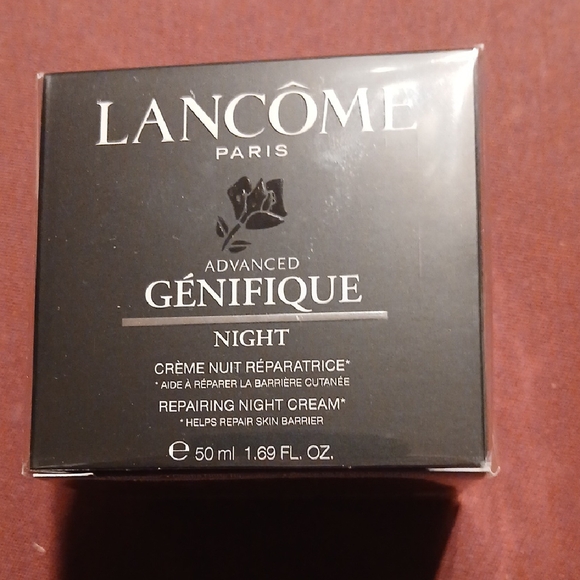 LANCÔME
PARIS
ADVANCED
GÉNIFIQUE
NIGHT
CRÈME NUIT RÉPARATRICE*
* AIDE À RÉPARER LA BARRIÈRE CUTANÉE
REPAIRING NIGHT CREAM*
* HELPS REPAIR SKIN BARRIER
℮ 50 ml 1.69 FL. OZ.